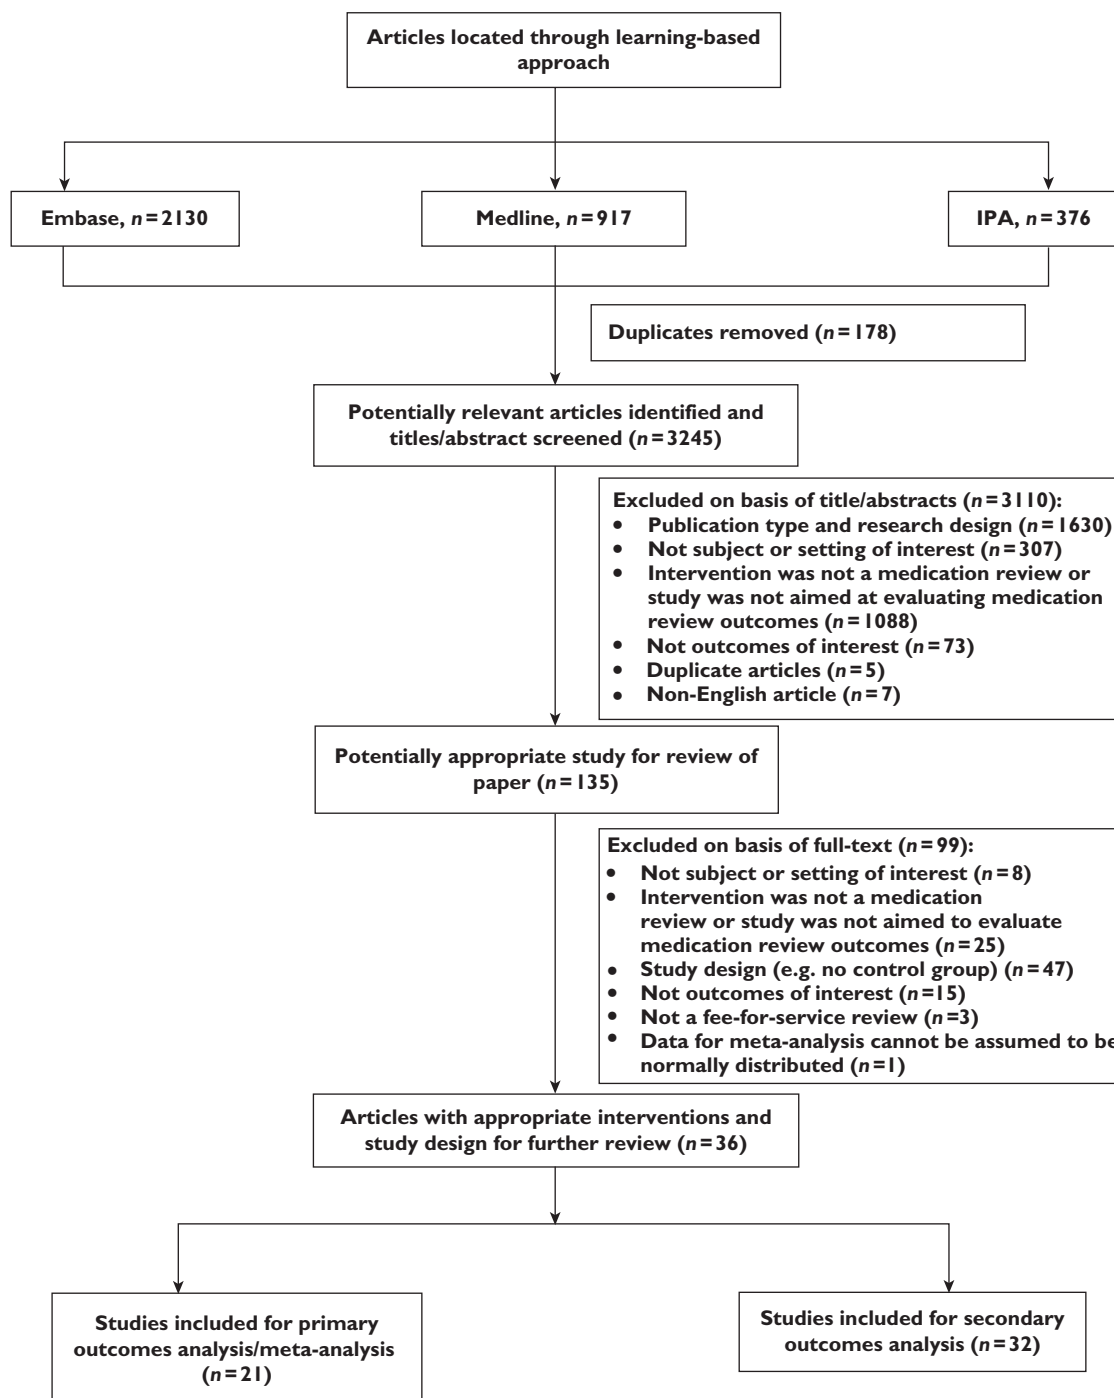 Articles located through learning-based
approach
Embase, n = 2130
Medline, n = 917
IPA, n = 376
Duplicates removed (n = 178)
Potentially relevant articles identified and
titles/abstract screened (n = 3245)
Excluded on basis of title/abstracts (n = 3110):
• Publication type and research design (n = 1630)
• Not subject or setting of interest (n = 307)
• Intervention was not a medication review or
study was not aimed at evaluating medication
review outcomes (n = 1088)
• Not outcomes of interest (n = 73)
• Duplicate articles (n = 5)
• Non-English article (n = 7)
Potentially appropriate study for review of
paper (n = 135)
Excluded on basis of full-text (n = 99):
• Not subject or setting of interest (n = 8)
• Intervention was not a medication
review or study was not aimed to evaluate
medication review outcomes (n = 25)
• Study design (e.g. no control group) (n = 47)
• Not outcomes of interest (n =15)
• Not a fee-for-service review (n =3)
• Data for meta-analysis cannot be assumed to be
normally distributed (n =1)
Articles with appropriate interventions and
study design for further review (n = 36)
Studies included for primary
outcomes analysis/meta-analysis
(n = 21)
Studies included for secondary
outcomes analysis (n = 32)